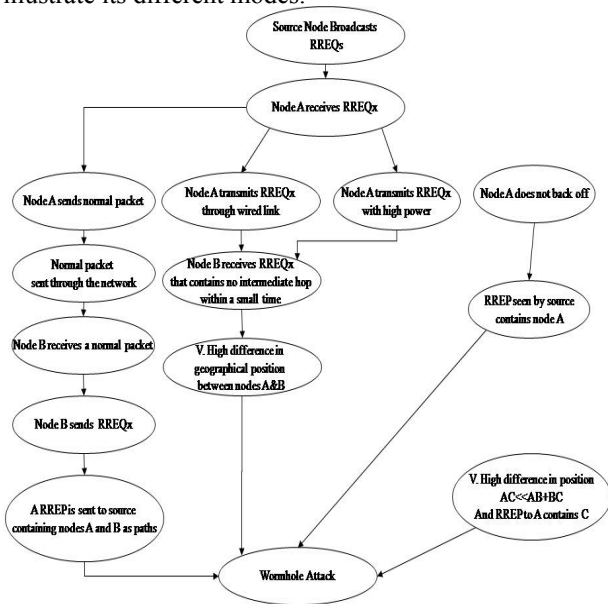 illustrate its different modes.
Source Node Broadcasts
RREQs
Node A receives RREQx
Node A sends normal packet
Node A transmits RREQx
through wired link
Node A transmits RREQx
with high power
Node A does not back off
Normal packet
sent through the network
Node B receives RREQx
that contains no intermediate hop
within a small time
RREP seen by source
contains node A
Node B receives a normal packet
V. High difference in
geographical position
between nodes A&B
Node B sends RREQx
A RREP is sent to source
containing nodes A and B as paths
V. High difference in position
AC<<AB+BC
And RREP to A contains C
Wormhole Attack